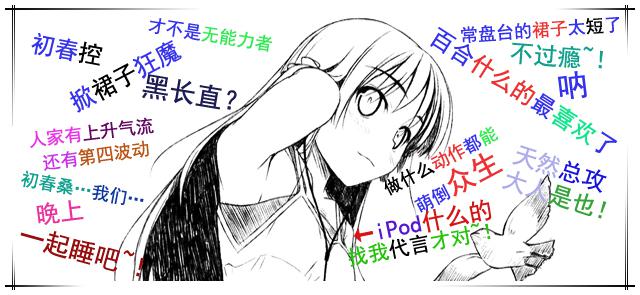 才不是无能力者
初春控
掀裙子狂魔
黑长直?
人家有上升气流
还有第四波动
初春桑…我们…
晚上
一起睡吧~!
常盘台的裙子太短了
不过瘾~!
百合什么的最喜欢了
呐
天然总攻
大人是也!
做什么动作都能
萌倒众生
←iPod什么的
找我代言才对~!